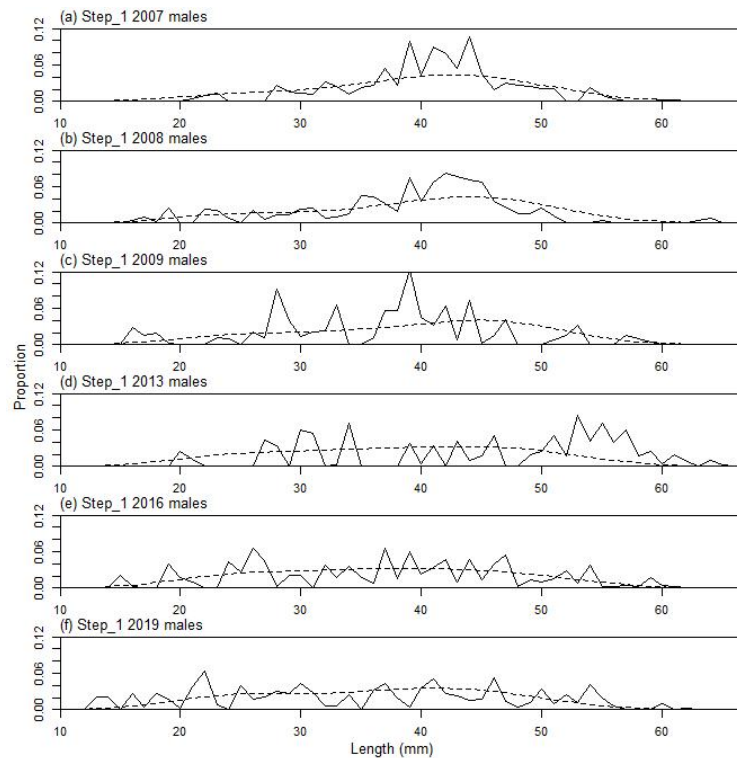 (a) Step_1 2007 males
0.00 0.06 0.12
10 20 30 40 50 60
(b) Step_1 2008 males
0.00 0.06 0.12
10 20 30 40 50 60
(c) Step_1 2009 males
0.00 0.06 0.12
10 20 30 40 50 60
Proportion
(d) Step_1 2013 males
0.00 0.06 0.12
10 20 30 40 50 60
(e) Step_1 2016 males
0.00 0.06 0.12
10 20 30 40 50 60
(f) Step_1 2019 males
0.00 0.06 0.12
10 20 30 40 50 60
Length (mm)